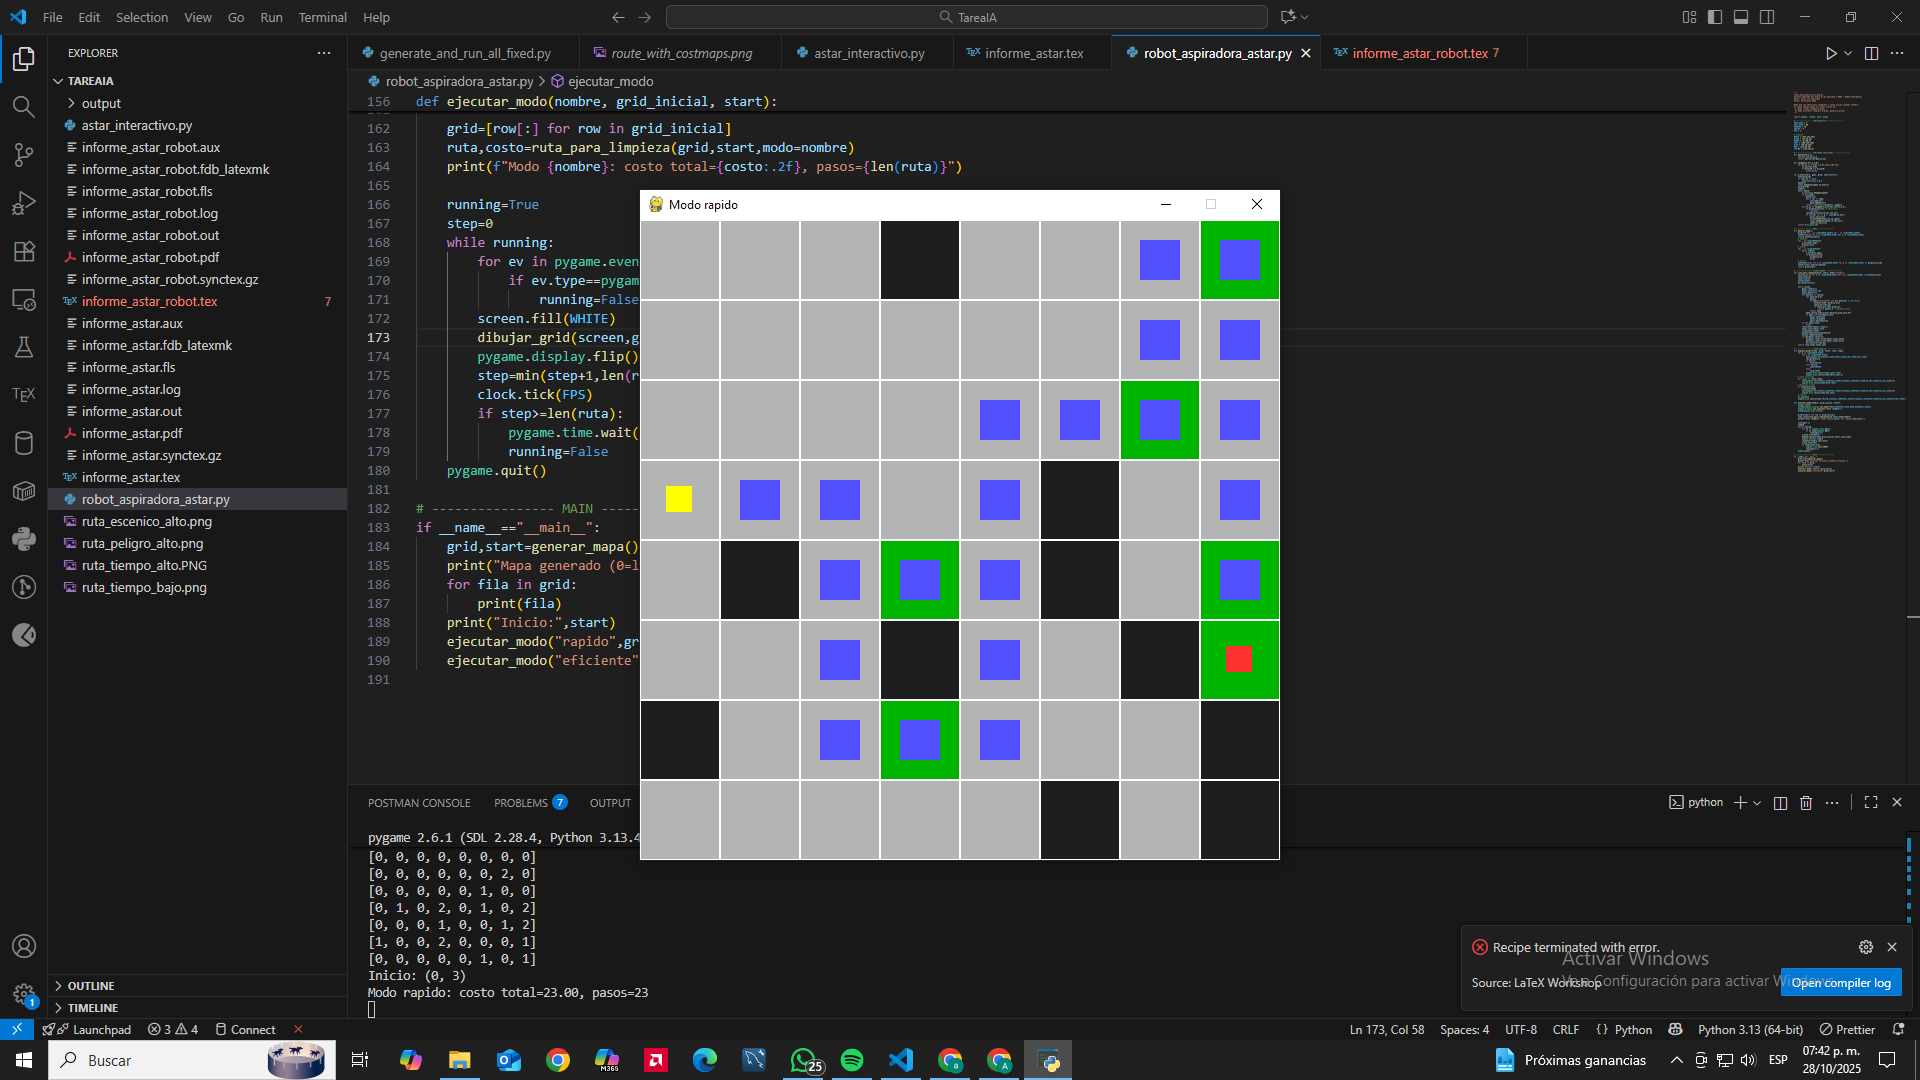 File Edit Selection View Go Run Terminal Help
TareaIA
EXPLORER
generate_and_run_all_fixed.py
route_with_costmaps.png
astar_interactivo.py
informe_astar.tex
robot_aspiradora_astar.py
informe_astar_robot.tex 7
TAREAIA
robot_aspiradora_astar.py > ejecutar_modo
output
astar_interactivo.py
informe_astar_robot.aux
informe_astar_robot.fdb_latexmk
informe_astar_robot.fls
informe_astar_robot.log
informe_astar_robot.out
informe_astar_robot.pdf
informe_astar_robot.synctex.gz
informe_astar_robot.tex 7
informe_astar.aux
informe_astar.fdb_latexmk
informe_astar.fls
informe_astar.log
informe_astar.out
informe_astar.pdf
informe_astar.synctex.gz
informe_astar.tex
robot_aspiradora_astar.py
ruta_escenico_alto.png
ruta_peligro_alto.png
ruta_tiempo_alto.PNG
ruta_tiempo_bajo.png
OUTLINE
TIMELINE
156 def ejecutar_modo(nombre, grid_inicial, start):
162 grid=[row[:] for row in grid_inicial]
163 ruta,costo=ruta_para_limpieza(grid,start,modo=nombre)
164 print(f"Modo {nombre}: costo total={costo:.2f}, pasos={len(ruta)}")
165
166 running=True
167 step=0
168 while running:
169 for ev in pygame.even
170 if ev.type==pygam
171 running=False
172 screen.fill(WHITE)
173 dibujar_grid(screen,g
174 pygame.display.flip()
175 step=min(step+1,len(r
176 clock.tick(FPS)
177 if step>=len(ruta):
178 pygame.time.wait(
179 running=False
180 pygame.quit()
181
182 # ---------------- MAIN -----
183 if __name__=="__main__":
184 grid,start=generar_mapa()
185 print("Mapa generado (0=l
186 for fila in grid:
187 print(fila)
188 print("Inicio:",start)
189 ejecutar_modo("rapido",gr
190 ejecutar_modo("eficiente"
191
Modo rapido
POSTMAN CONSOLE PROBLEMS 7 OUTPUT
python
pygame 2.6.1 (SDL 2.28.4, Python 3.13.4
[0, 0, 0, 0, 0, 0, 0, 0]
[0, 0, 0, 0, 0, 0, 2, 0]
[0, 0, 0, 0, 0, 1, 0, 0]
[0, 1, 0, 2, 0, 1, 0, 2]
[0, 0, 0, 1, 0, 0, 1, 2]
[1, 0, 0, 2, 0, 0, 0, 1]
[0, 0, 0, 0, 0, 1, 0, 1]
Inicio: (0, 3)
Modo rapido: costo total=23.00, pasos=23
Recipe terminated with error.
Activar Windows
Ve a Configuración para activar Windows.
Source: LaTeX Workshop
Open compiler log
1
Launchpad 3 4 Connect
Ln 173, Col 58 Spaces: 4 UTF-8 CRLF {} Python Python 3.13 (64-bit) Prettier
Buscar
M365
25
Próximas ganancias
ESP
07:42 p. m.
28/10/2025